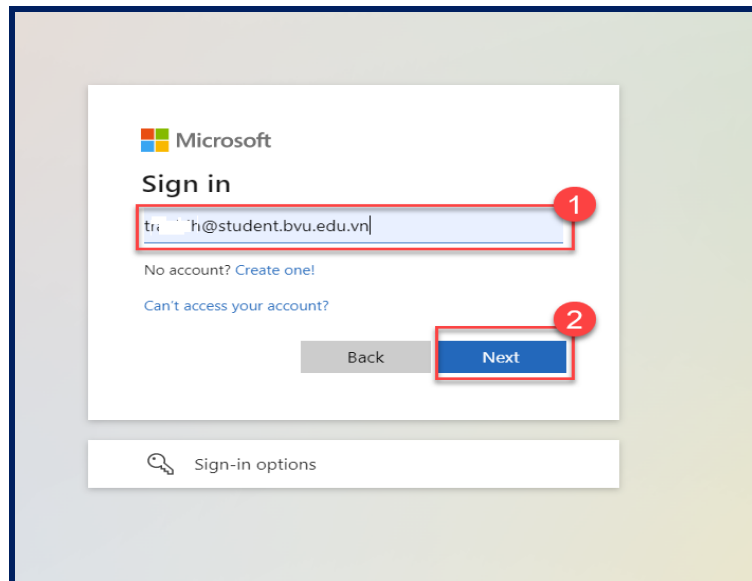 Microsoft
Sign in
1
@student.bvu.edu.vn
No account? Create one!
Can't access your account?
2
Back
Next
Sign-in options